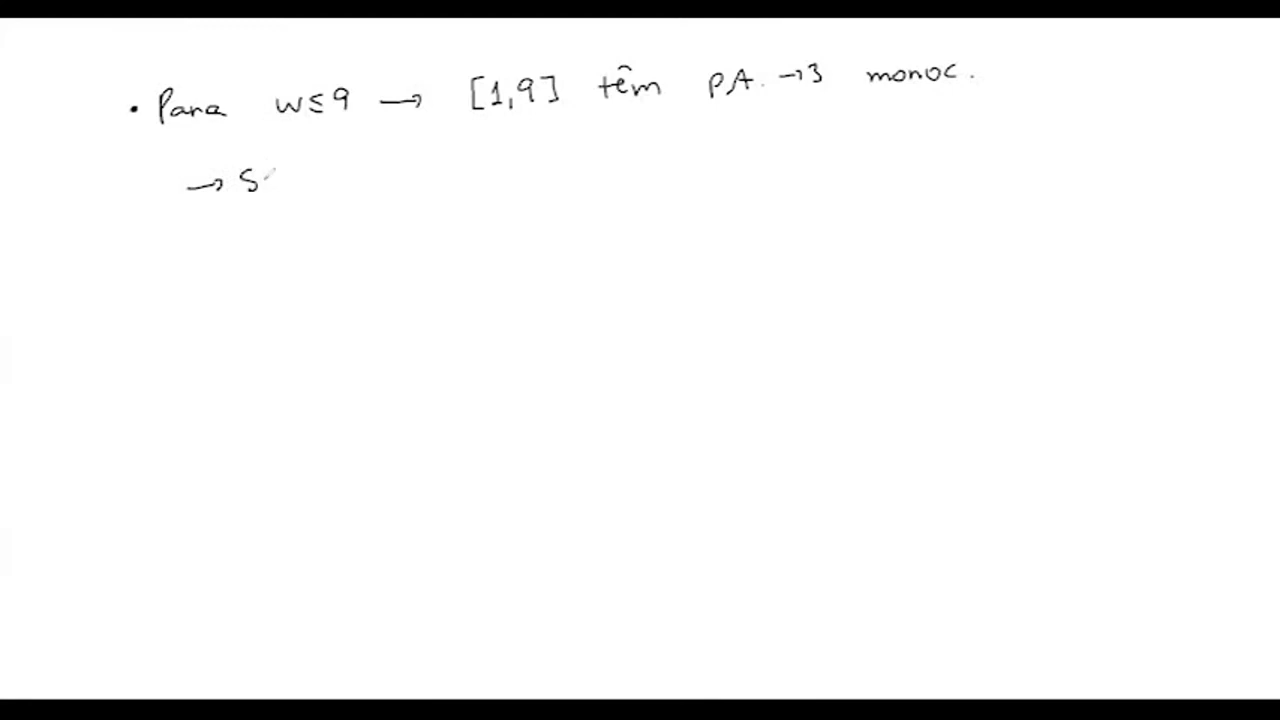 • Para w≤9 → [1,9] têm PA. →3 monoc.
→ S